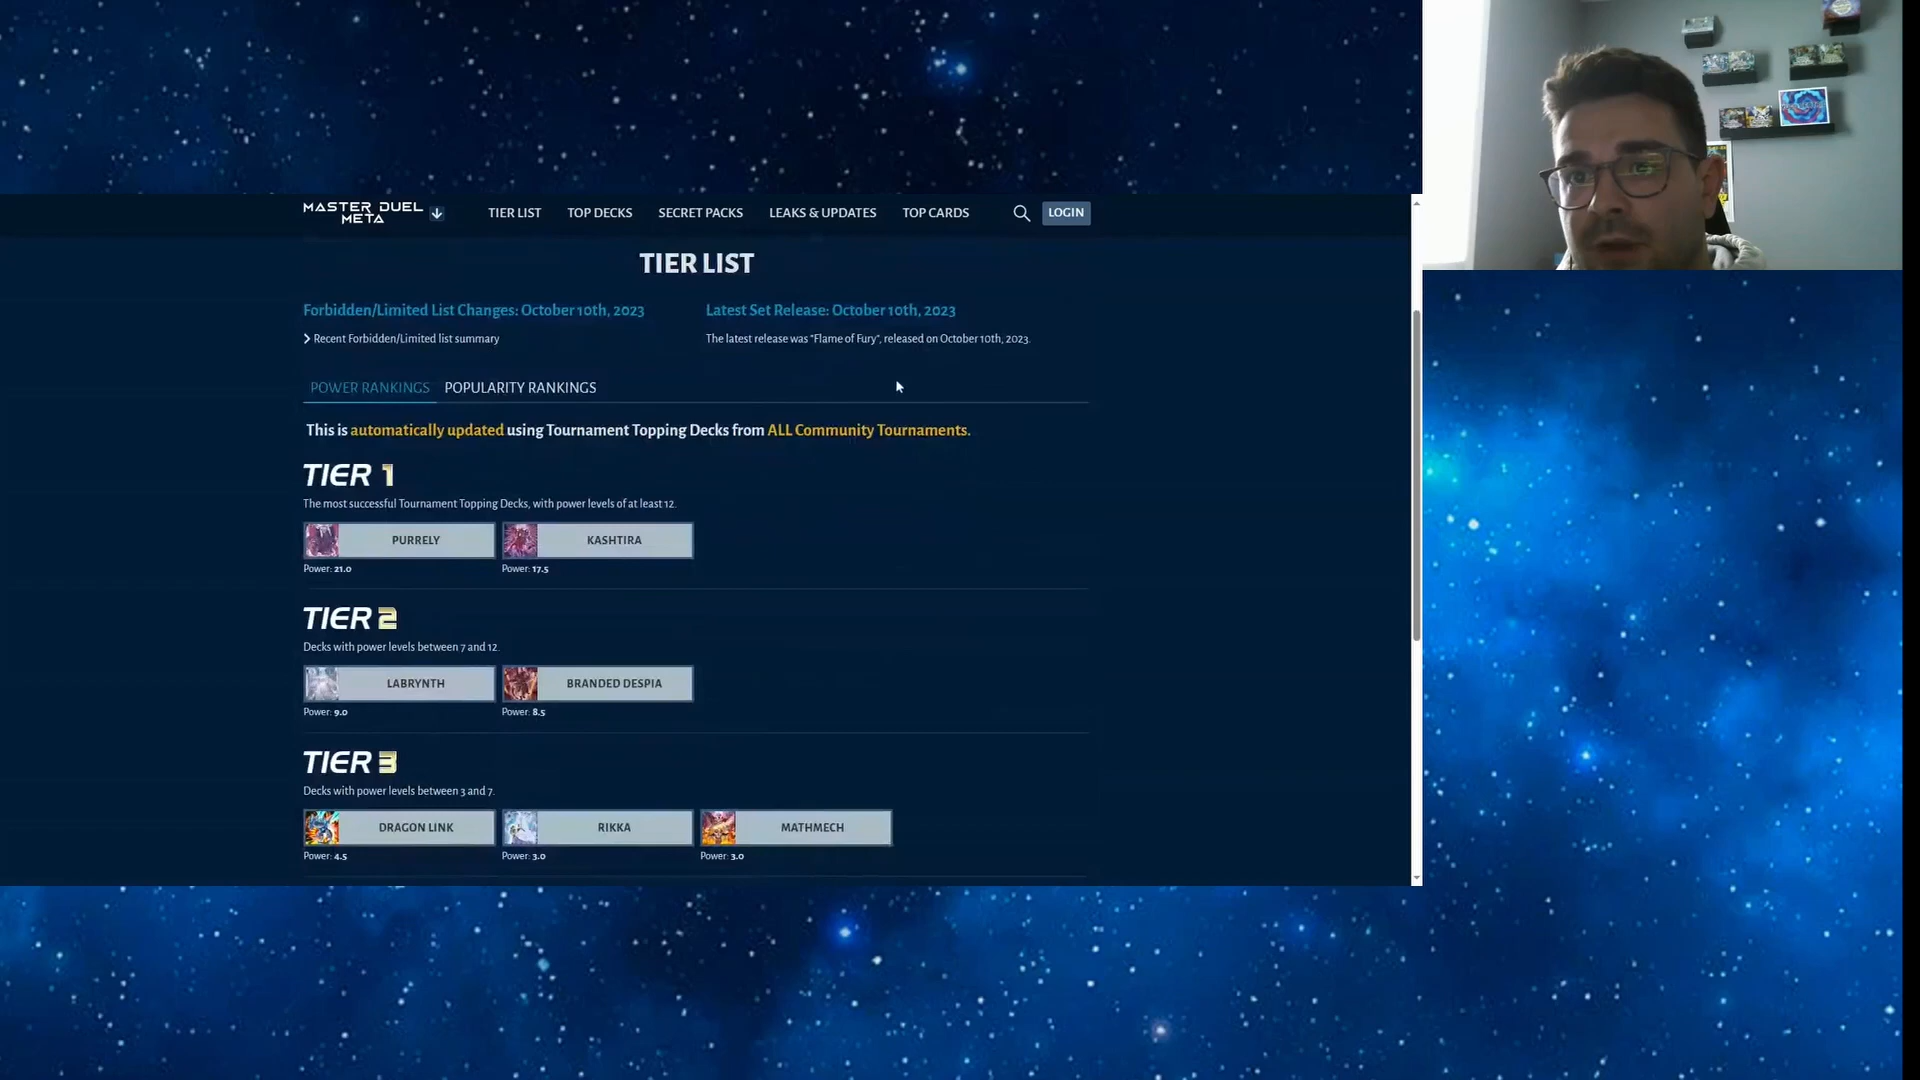 MASTER DUEL
META
TIER LIST
TOP DECKS
SECRET PACKS
LEAKS & UPDATES
TOP CARDS
LOGIN
TIER LIST
Forbidden/Limited List Changes: October 10th, 2023
Latest Set Release: October 10th, 2023
Recent Forbidden/Limited list summary
The latest release was "Flame of Fury", released on October 10th, 2023.
POWER RANKINGS
POPULARITY RANKINGS
This is automatically updated using Tournament Topping Decks from ALL Community Tournaments.
TIER 1
The most successful Tournament Topping Decks, with power levels of at least 12.
PURRELY
KASHTIRA
Power: 21.0
Power: 17.5
TIER 2
Decks with power levels between 7 and 12.
LABRYNTH
BRANDED DESPIA
Power: 9.0
Power: 8.5
TIER 3
Decks with power levels between 3 and 7.
DRAGON LINK
RIKKA
MATHMECH
Power: 4.5
Power: 3.0
Power: 3.0